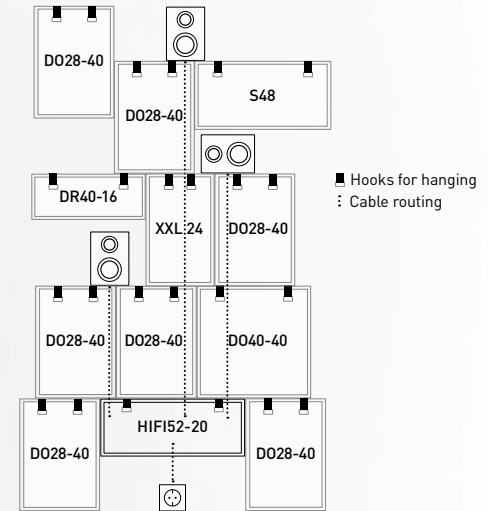 DO28-40
DO28-40
S48
DR40-16
XXL 24
DO28-40
Hooks for hanging
Cable routing
DO28-40
DO28-40
DO40-40
DO28-40
HIFI52-20
DO28-40